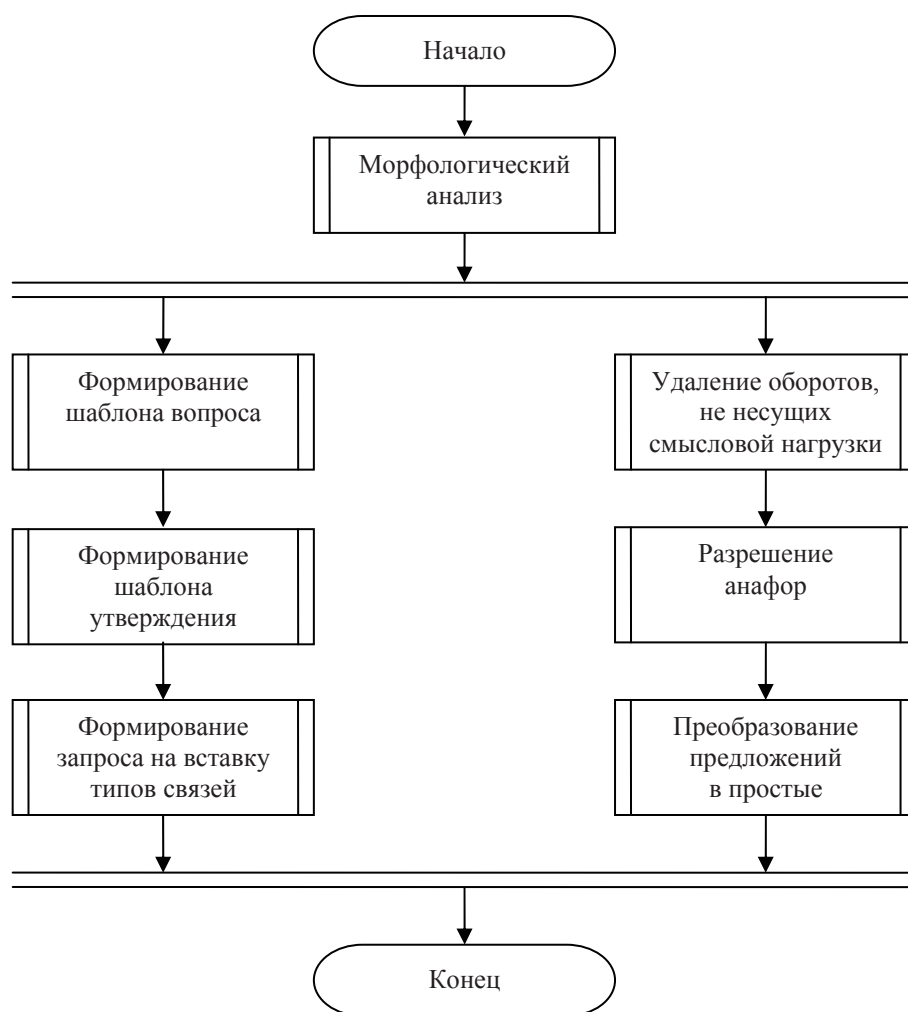 Начало
Морфологический
анализ
Формирование
шаблона вопроса
Удаление оборотов,
не несущих
смысловой нагрузки
Формирование
шаблона
утверждения
Разрешение
анафор
Формирование
запроса на вставку
типов связей
Преобразование
предложений
в простые
Конец